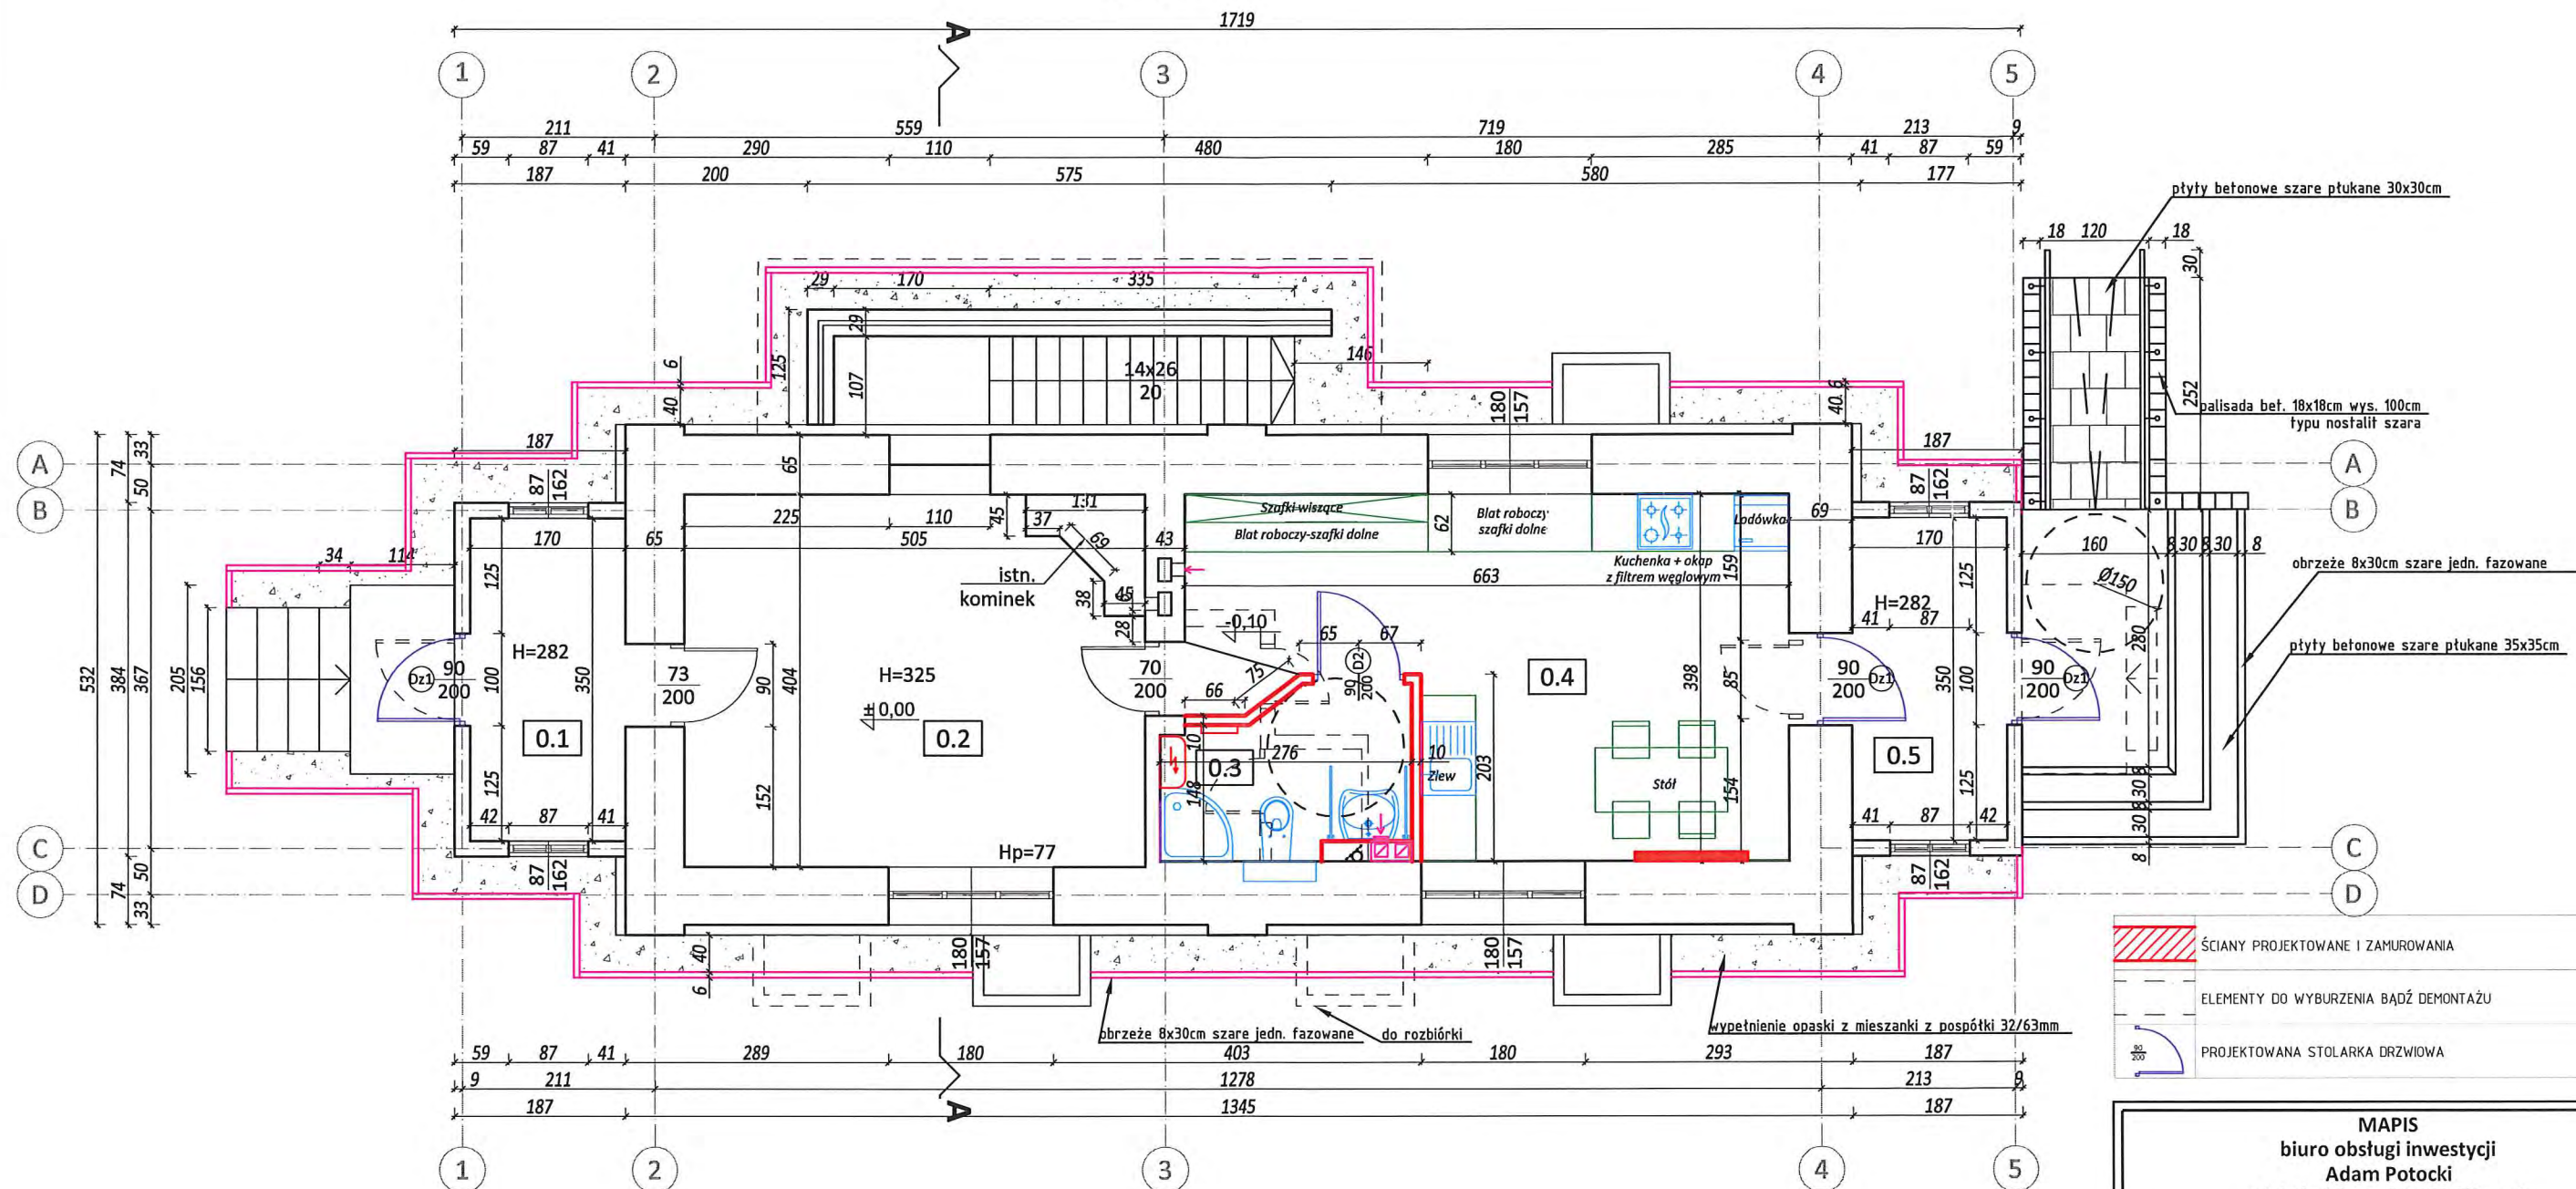 1719
A
1 2 3 4 5
211 559 719 213 9
59 87 41 290 110 480 180 285 41 87 59
187 200 575 580 177
płyty betonowe szare płukane 30x30cm
18 120 18
30
29 170 335
29
125
107
14x26
20
146
6
40
180
157
40 6
252
palisada bet. 18x18cm wys. 100cm
typu nostalit szara
187
187
A
B
C
D
A
B
C
D
532
384
367
74
33
50
205
156
74
50
33
87
162
65
87
162
131
37
45
69
225 110
Szafki wiszące
Blat roboczy-szafki dolne
62
Blat roboczy
szafki dolne
Lodówka
69
34 114
170 65 505 43
170
160 8 30 8 30 8
Kuchenka + okap
z filtrem węglowym
159
663
istn.
kominek
38
45
28
125
125
Ø150
obrzeże 8x30cm szare jedn. fazowane
H=282
-0,10
65 67
H=282
41 87
280
płyty betonowe szare płukane 35x35cm
Dz1
90
200
100
350
73
200
90
404
H=325
± 0,00
70
200
75
66
D2
90
200
0.4
398
85
90
200
Dz1
350
100
90
200
Dz1
0.1
0.2
0.3
10
276
10
Zlew
203
Stół
154
0.5
125
152
148
125
42 87 41
41 87 42
Hp=77
8
30
8
30
8
87
162
87
162
40
6
180
157
180
157
ŚCIANY PROJEKTOWANE I ZAMUROWANIA
ELEMENTY DO WYBURZENIA BĄDŹ DEMONTAŻU
90
200
PROJEKTOWANA STOLARKA DRZWIOWA
obrzeże 8x30cm szare jedn. fazowane
do rozbiórki
wypełnienie opaski z mieszanki z pospółki 32/63mm
59 87 41 289 180 403 180 293 187
9 211 1278 213 9
187 1345 187
A
1 2 3 4 5
MAPIS
biuro obsługi inwestycji
Adam Potocki